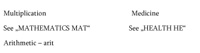 Multiplication Medicine
See „MATHEMATICS MAT“ See „HEALTH HE“
Arithmetic – arit